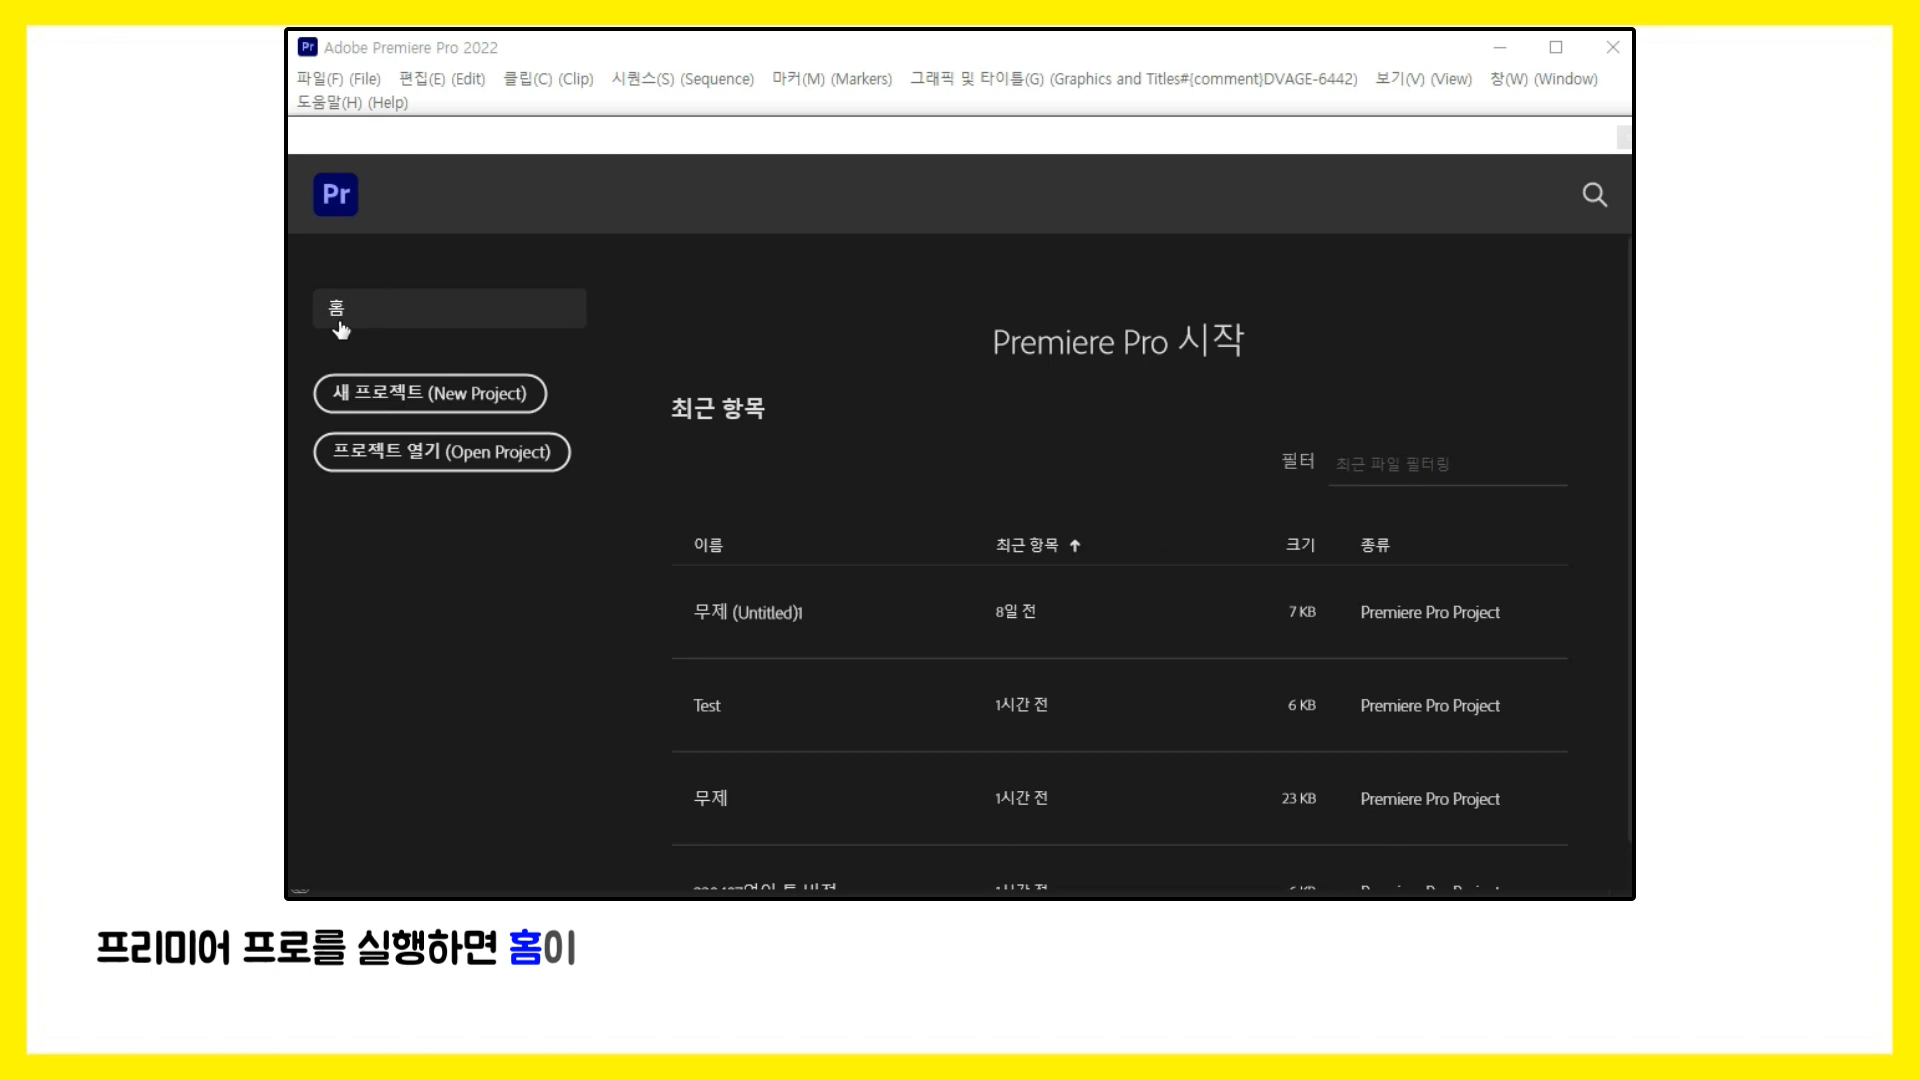 Pr Adobe Premiere Pro 2022
파일(F) (File) 편집(E) (Edit) 클립(C) (Clip) 시퀀스(S) (Sequence) 마커(M) (Markers) 그래픽 및 타이틀(G) (Graphics and Titles#{comment}DVAGE-6442) 보기(V) (View) 창(W) (Window)
도움말(H) (Help)
Pr
홈
새 프로젝트 (New Project)
프로젝트 열기 (Open Project)
Premiere Pro 시작
최근 항목
필터 최근 파일 필터링
이름 최근 항목 크기 종류
무제 (Untitled)1 8일 전 7 KB Premiere Pro Project
Test 1시간 전 6 KB Premiere Pro Project
무제 1시간 전 23 KB Premiere Pro Project
프리미어 프로를 실행하면 홈이